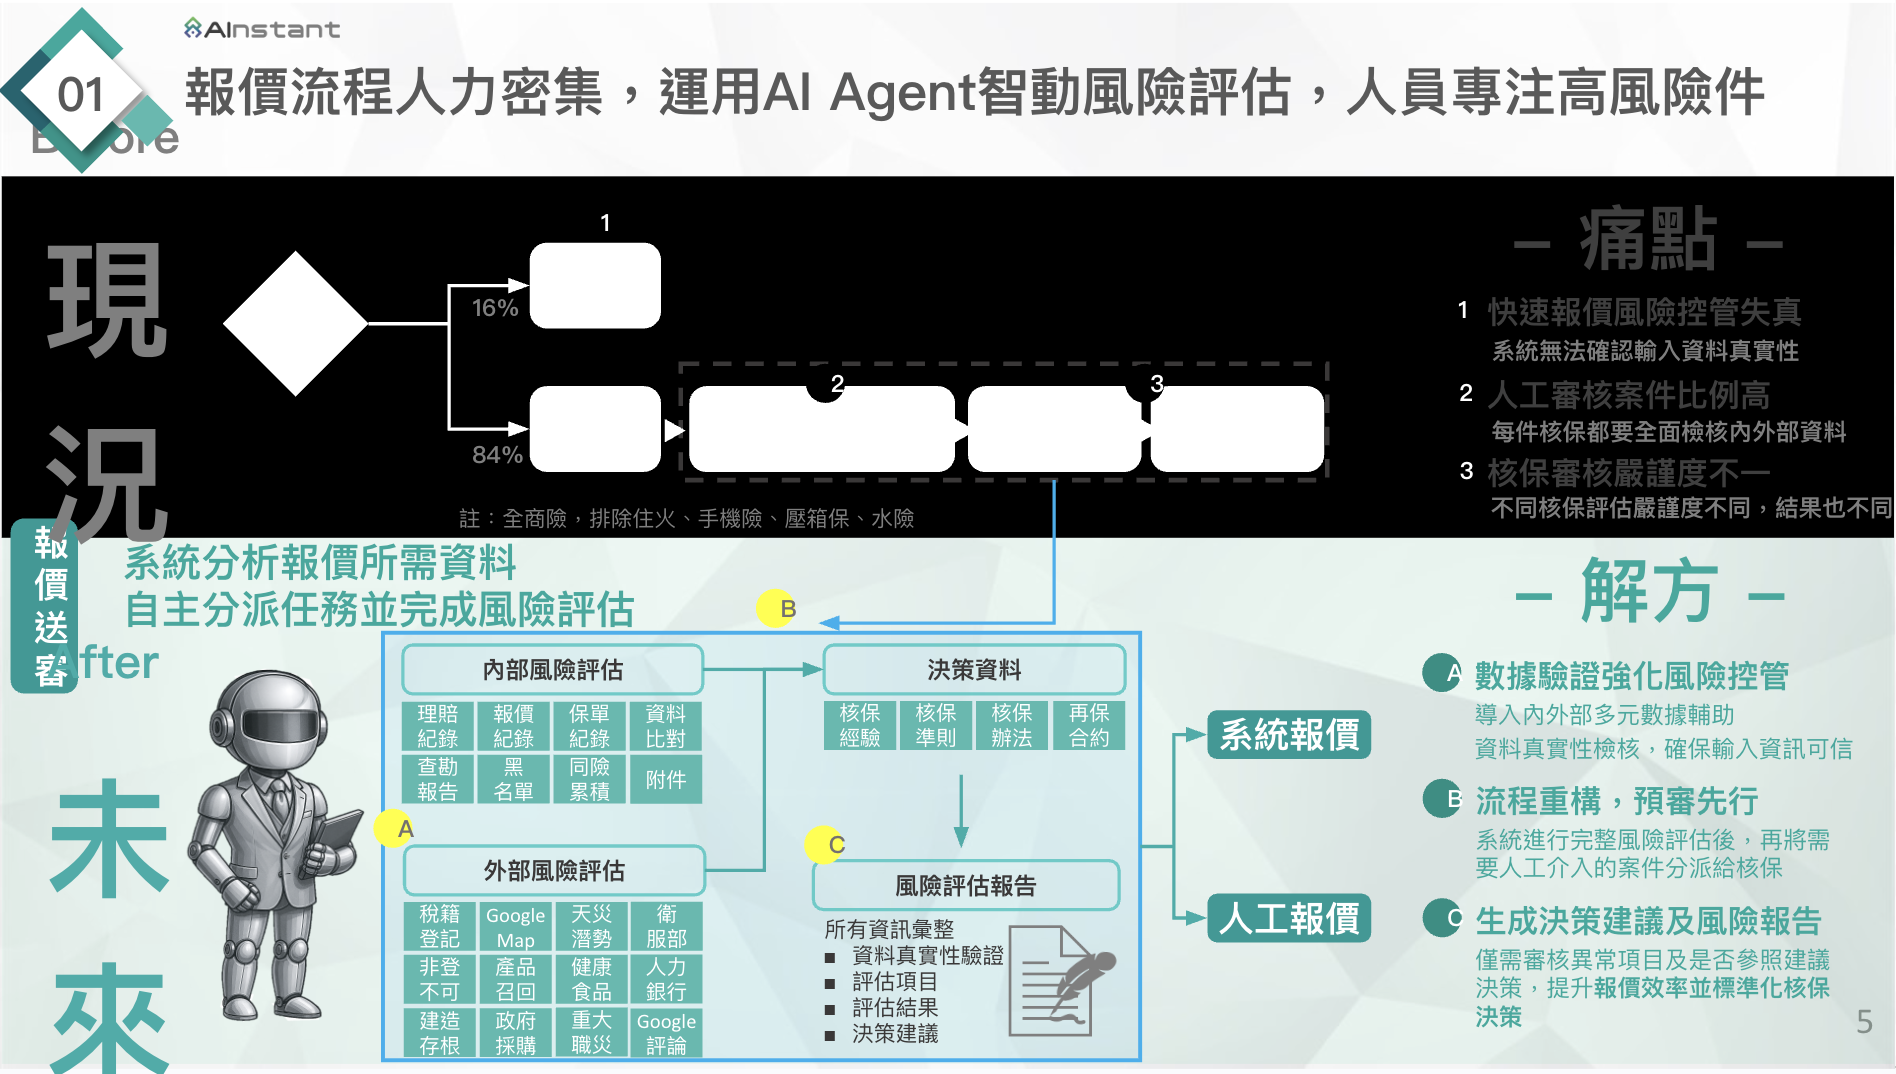 AInstant
01
報價流程人力密集，運用AI Agent智動風險評估，人員專注高風險件
Before
現況
1
16%
84%
2
3
註：全商險，排除住火、手機險、壓箱保、水險
– 痛點 –
1 快速報價風險控管失真
系統無法確認輸入資料真實性
2 人工審核案件比例高
每件核保都要全面檢核內外部資料
3 核保審核嚴謹度不一
不同核保評估嚴謹度不同，結果也不同
報價送審
系統分析報價所需資料
自主分派任務並完成風險評估
After
未來
B
內部風險評估
理賠紀錄
報價紀錄
保單紀錄
資料比對
查勘報告
黑名單
同險累積
附件
A
外部風險評估
稅籍登記
Google Map
天災潛勢
衛服部
非登不可
產品召回
健康食品
人力銀行
建造存根
政府採購
重大職災
Google 評論
決策資料
核保經驗
核保準則
核保辦法
再保合約
C
風險評估報告
所有資訊彙整
■ 資料真實性驗證
■ 評估項目
■ 評估結果
■ 決策建議
系統報價
人工報價
– 解方 –
A 數據驗證強化風險控管
導入內外部多元數據輔助
資料真實性檢核，確保輸入資訊可信
B 流程重構，預審先行
系統進行完整風險評估後，再將需
要人工介入的案件分派給核保
C 生成決策建議及風險報告
僅需審核異常項目及是否參照建議
決策，提升報價效率並標準化核保
決策
5